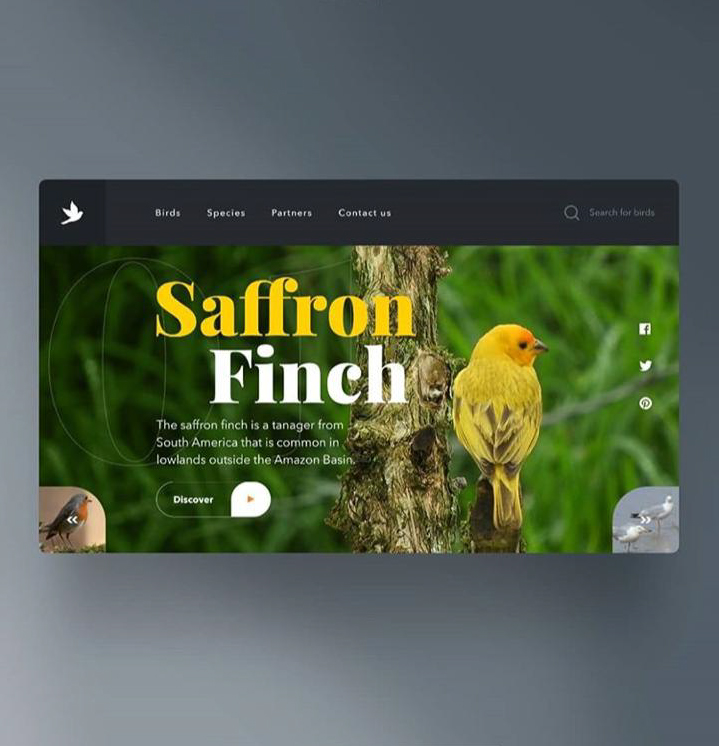 Birds Species Partners Contact us Search for birds
01
Saffron
Finch
The saffron finch is a tanager from
South America that is common in
lowlands outside the Amazon Basin.
Discover